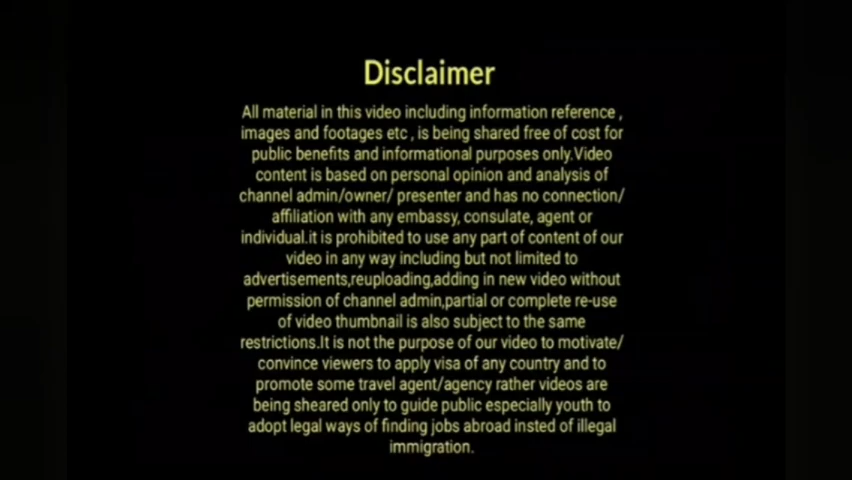 Disclaimer
All material in this video including information reference ,
images and footages etc , is being shared free of cost for
public benefits and informational purposes only.Video
content is based on personal opinion and analysis of
channel admin/owner/ presenter and has no connection/
affiliation with any embassy, consulate, agent or
individual.it is prohibited to use any part of content of our
video in any way including but not limited to
advertisements,reuploading,adding in new video without
permission of channel admin,partial or complete re-use
of video thumbnail is also subject to the same
restrictions.It is not the purpose of our video to motivate/
convince viewers to apply visa of any country and to
promote some travel agent/agency rather videos are
being sheared only to guide public especially youth to
adopt legal ways of finding jobs abroad insted of illegal
immigration.